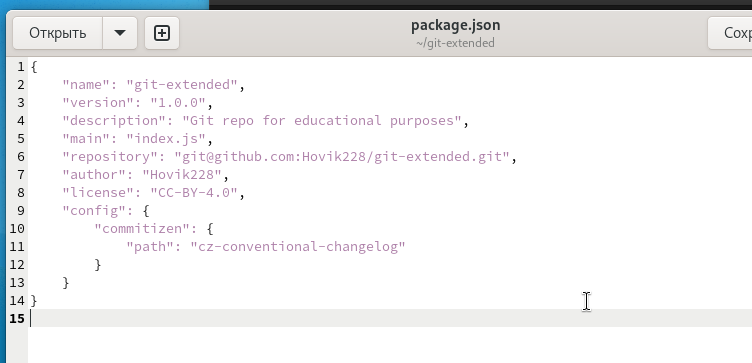 Открыть
package.json
~/git-extended
1 {
2     "name": "git-extended",
3     "version": "1.0.0",
4     "description": "Git repo for educational purposes",
5     "main": "index.js",
6     "repository": "git@github.com:Hovik228/git-extended.git",
7     "author": "Hovik228",
8     "license": "CC-BY-4.0",
9     "config": {
10         "commitizen": {
11             "path": "cz-conventional-changelog"
12         }
13     }
14 }
15